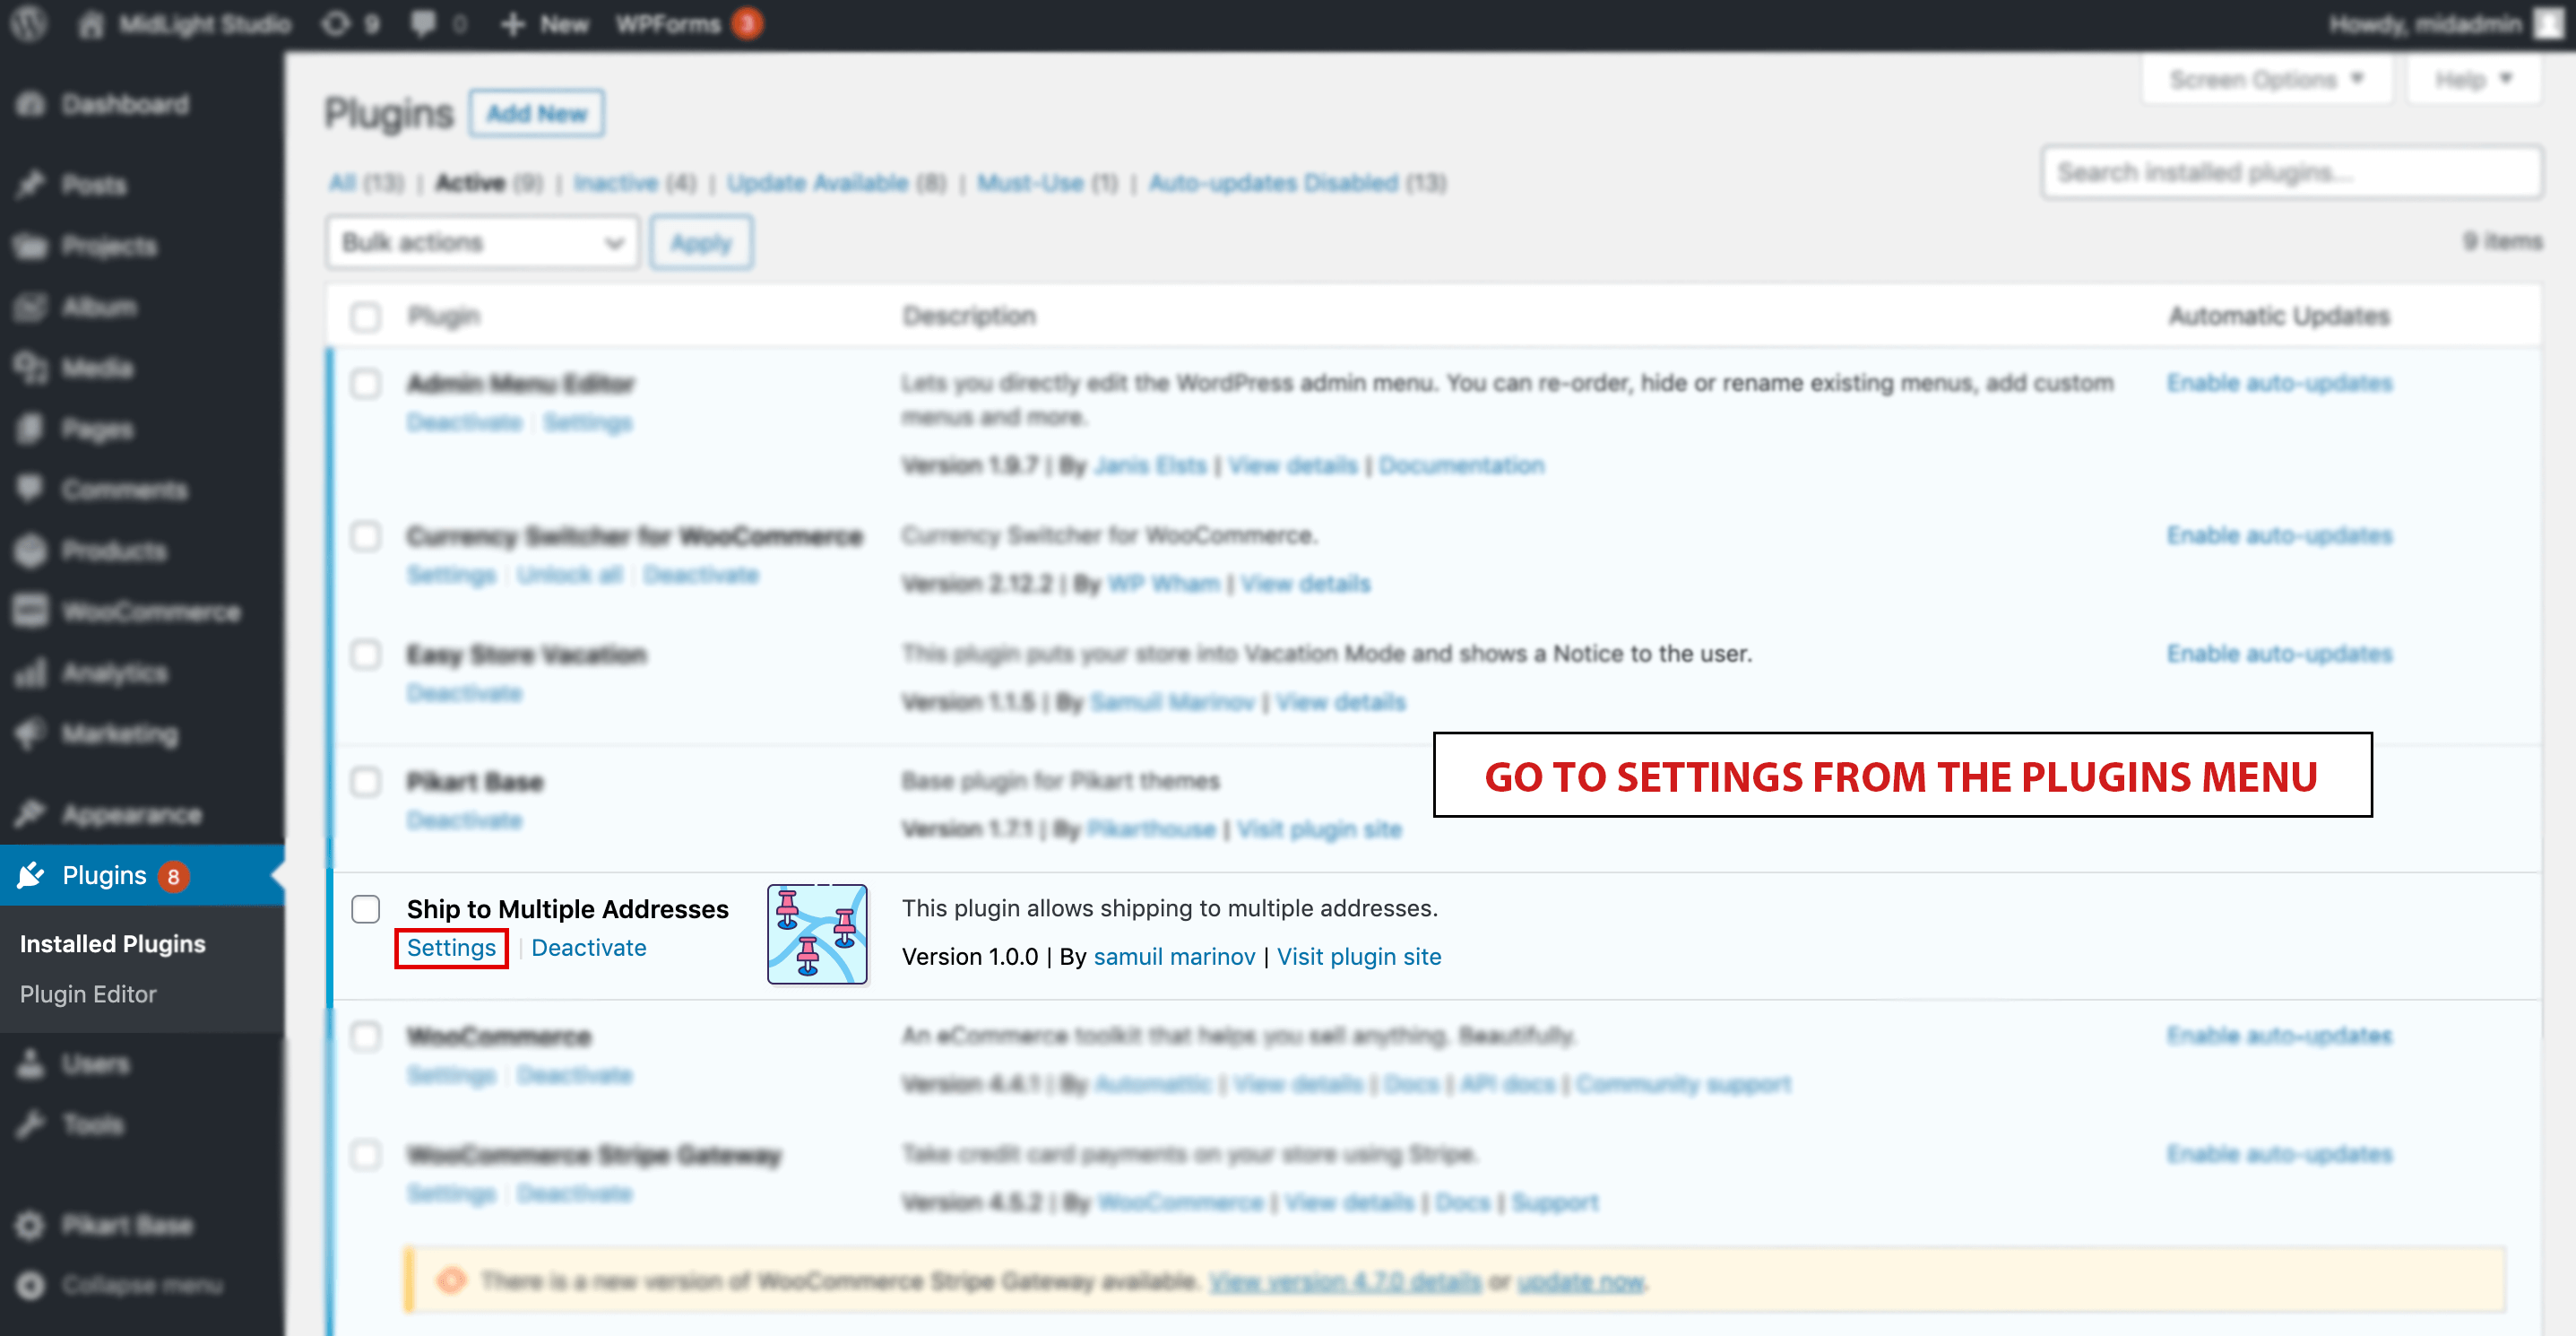 MidLight Studio 9 0 New WPForms 3 Howdy, midadmin
Screen Options Help
Dashboard
Posts
Projects
Album
Media
Pages
Comments
Products
WooCommerce
Analytics
Marketing
Appearance
Plugins 8
Installed Plugins
Plugin Editor
Users
Tools
Pikart Base
Collapse menu
Plugins Add New
All (13) | Active (9) | Inactive (4) | Update Available (8) | Must-Use (1) | Auto-updates Disabled (13)
Search installed plugins...
Bulk actions Apply
9 items
Plugin Description Automatic Updates
Admin Menu Editor
Deactivate | Settings
Lets you directly edit the WordPress admin menu. You can re-order, hide or rename existing menus, add custom
menus and more.
Version 1.9.7 | By Janis Elsts | View details | Documentation
Enable auto-updates
Currency Switcher for WooCommerce
Settings | Unlock all | Deactivate
Currency Switcher for WooCommerce.
Version 2.12.2 | By WP Wham | View details
Enable auto-updates
Easy Store Vacation
Deactivate
This plugin puts your store into Vacation Mode and shows a Notice to the user.
Version 1.1.5 | By Samuil Marinov | View details
Enable auto-updates
GO TO SETTINGS FROM THE PLUGINS MENU
Pikart Base
Deactivate
Base plugin for Pikart themes
Version 1.7.1 | By Pikarthouse | Visit plugin site
Ship to Multiple Addresses
Settings | Deactivate
This plugin allows shipping to multiple addresses.
Version 1.0.0 | By samuil marinov | Visit plugin site
WooCommerce
Settings | Deactivate
An eCommerce toolkit that helps you sell anything. Beautifully.
Version 4.4.1 | By Automattic | View details | Docs | API docs | Community support
Enable auto-updates
WooCommerce Stripe Gateway
Settings | Deactivate
Take credit card payments on your store using Stripe.
Version 4.5.2 | By WooCommerce | View details | Docs | Support
Enable auto-updates
There is a new version of WooCommerce Stripe Gateway available. View version 4.7.0 details or update now.